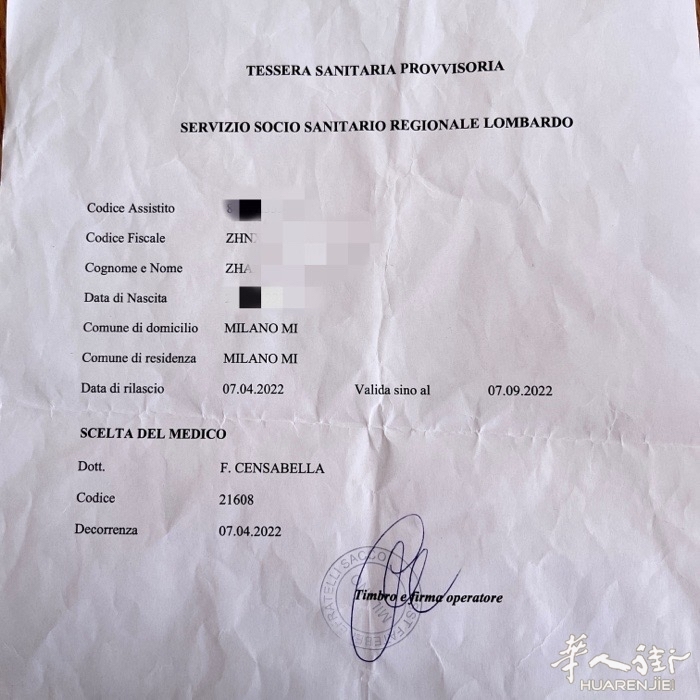 TESSERA SANITARIA PROVVISORIA
SERVIZIO SOCIO SANITARIO REGIONALE LOMBARDO
Codice Assistito
Codice Fiscale ZHN
Cognome e Nome ZHA
Data di Nascita
Comune di domicilio MILANO MI
Comune di residenza MILANO MI
Data di rilascio 07.04.2022 Valida sino al 07.09.2022
SCELTA DEL MEDICO
Dott. F. CENSABELLA
Codice 21608
Decorrenza 07.04.2022
FRATELLI SACCO
MILANO
Timbro e firma operatore
华人街
HUARENJIE